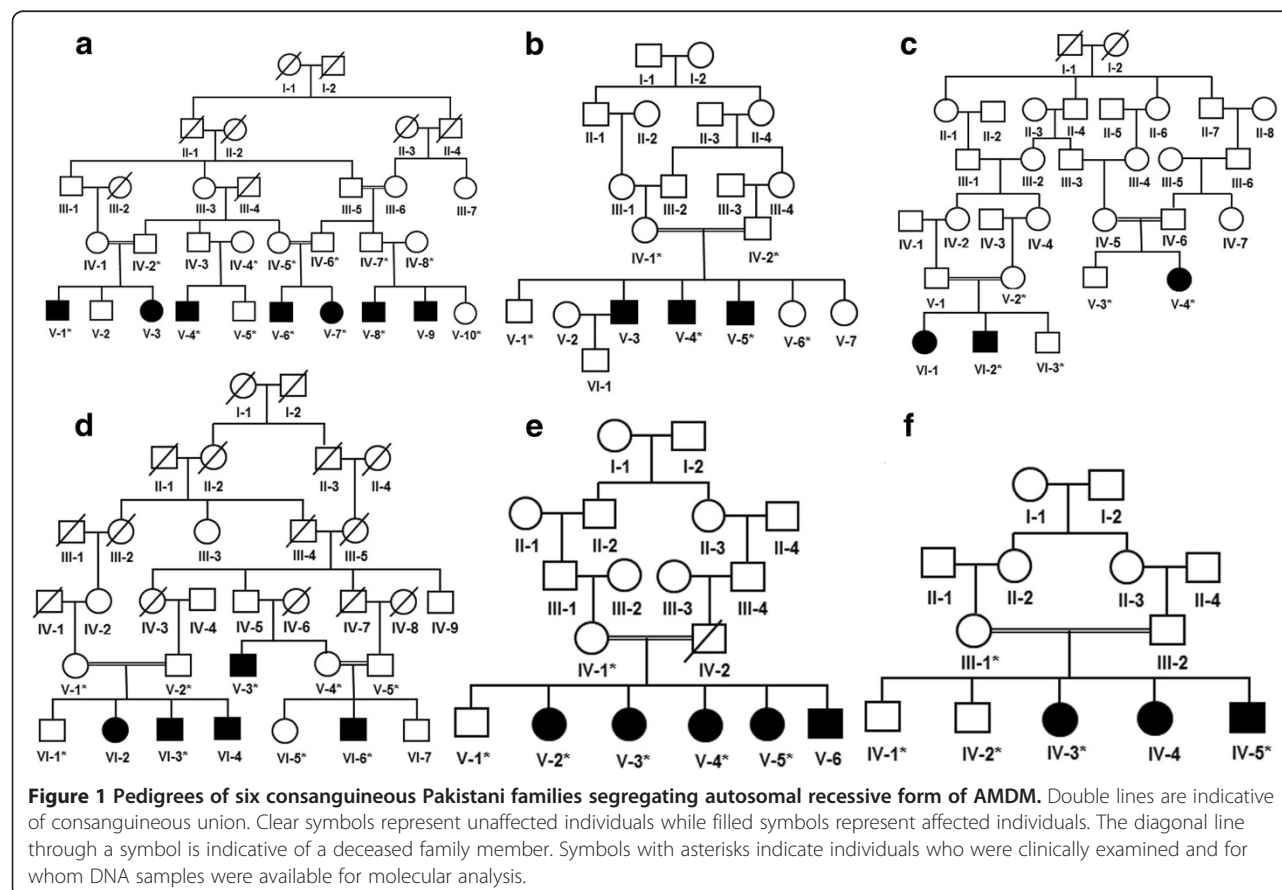 a
I-1 I-2
II-1 II-2 II-3 II-4
III-1 III-2 III-3 III-4 III-5 III-6 III-7
IV-1 IV-2* IV-3 IV-4* IV-5* IV-6* IV-7* IV-8*
V-1* V-2 V-3 V-4* V-5* V-6* V-7* V-8* V-9 V-10*
b
I-1 I-2
II-1 II-2 II-3 II-4
III-1 III-2 III-3 III-4
IV-1* IV-2*
V-1* V-2 V-3 V-4* V-5* V-6* V-7
VI-1
c
I-1 I-2
II-1 II-2 II-3 II-4 II-5 II-6 II-7 II-8
III-1 III-2 III-3 III-4 III-5 III-6
IV-1 IV-2 IV-3 IV-4 IV-5 IV-6 IV-7
V-1 V-2* V-3* V-4*
VI-1 VI-2* VI-3*
d
I-1 I-2
II-1 II-2 II-3 II-4
III-1 III-2 III-3 III-4 III-5
IV-1 IV-2 IV-3 IV-4 IV-5 IV-6 IV-7 IV-8 IV-9
V-1* V-2* V-3* V-4* V-5*
VI-1* VI-2 VI-3* VI-4 VI-5* VI-6* VI-7
e
I-1 I-2
II-1 II-2 II-3 II-4
III-1 III-2 III-3 III-4
IV-1* IV-2
V-1* V-2* V-3* V-4* V-5* V-6
f
I-1 I-2
II-1 II-2 II-3 II-4
III-1* III-2
IV-1* IV-2* IV-3* IV-4 IV-5*
Figure 1 Pedigrees of six consanguineous Pakistani families segregating autosomal recessive form of AMDM. Double lines are indicative
of consanguineous union. Clear symbols represent unaffected individuals while filled symbols represent affected individuals. The diagonal line
through a symbol is indicative of a deceased family member. Symbols with asterisks indicate individuals who were clinically examined and for
whom DNA samples were available for molecular analysis.